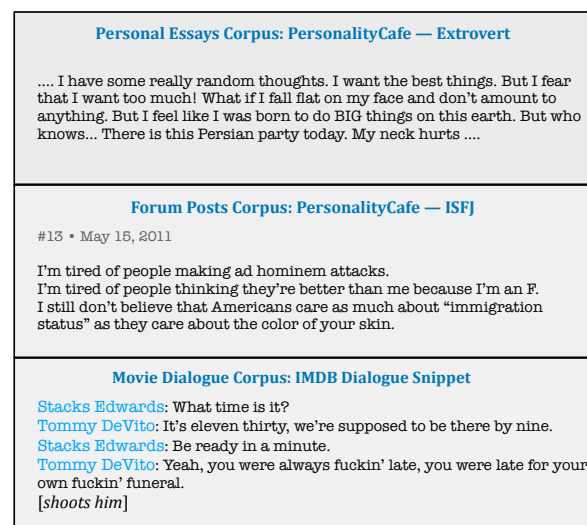 Personal Essays Corpus: PersonalityCafe — Extrovert
.... I have some really random thoughts. I want the best things. But I fear
that I want too much! What if I fall flat on my face and don't amount to
anything. But I feel like I was born to do BIG things on this earth. But who
knows... There is this Persian party today. My neck hurts ....
Forum Posts Corpus: PersonalityCafe — ISFJ
#13 • May 15, 2011
I'm tired of people making ad hominem attacks.
I'm tired of people thinking they're better than me because I'm an F.
I still don't believe that Americans care as much about “immigration
status” as they care about the color of your skin.
Movie Dialogue Corpus: IMDB Dialogue Snippet
Stacks Edwards: What time is it?
Tommy DeVito: It's eleven thirty, we're supposed to be there by nine.
Stacks Edwards: Be ready in a minute.
Tommy DeVito: Yeah, you were always fuckin' late, you were late for your
own fuckin' funeral.
[shoots him]